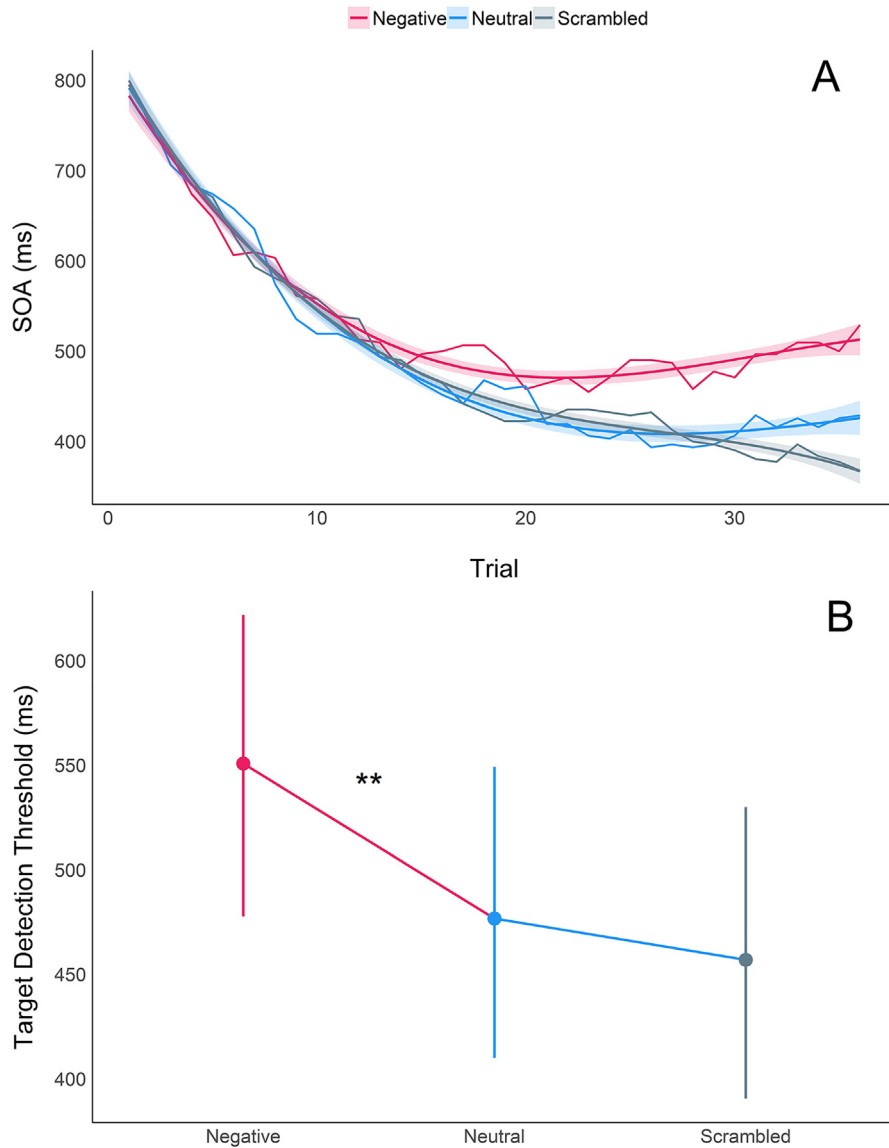 Negative Neutral Scrambled
A
800
700
600
500
400
SOA (ms)
0 10 20 30
Trial
B
600
550
500
450
400
Target Detection Threshold (ms)
**
Negative Neutral Scrambled